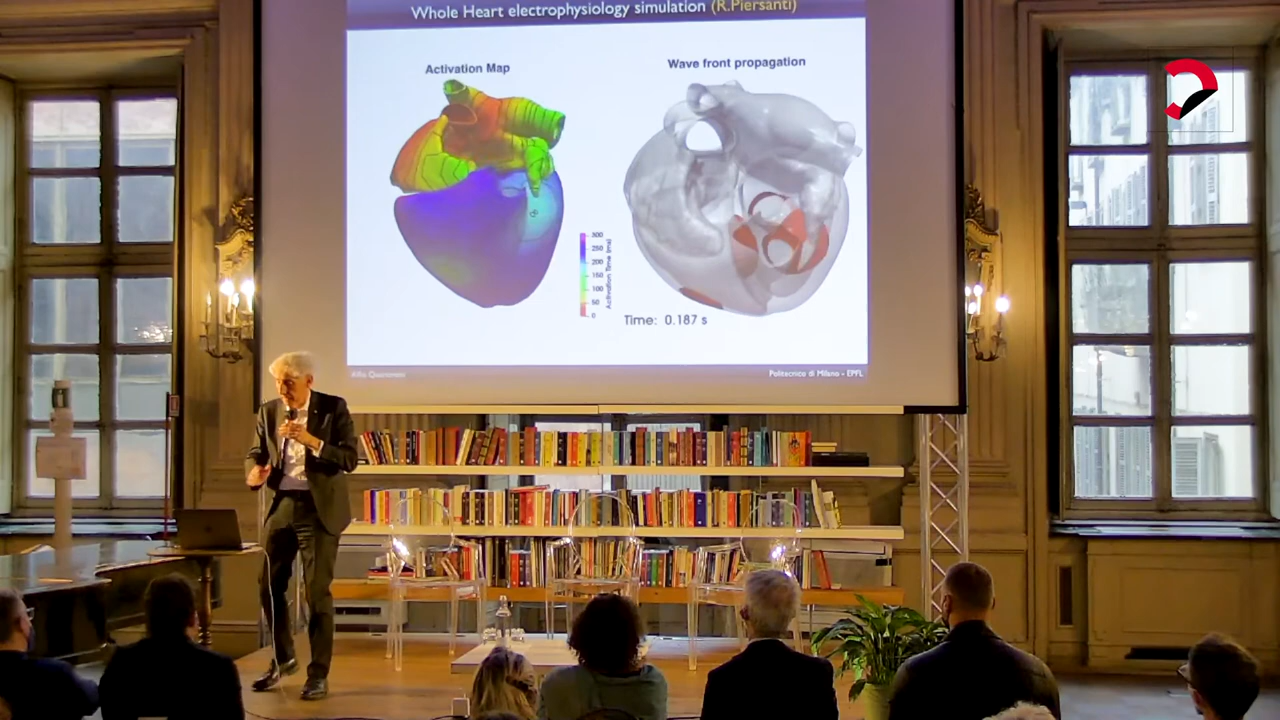 Whole Heart electrophysiology simulation (R.Piersanti)
Activation Map
Wave front propagation
300
250
200
150
100
50
0
Activation Time (ms)
Time: 0.187 s
Alfio Quarteroni
Politecnico di Milano - EPFL